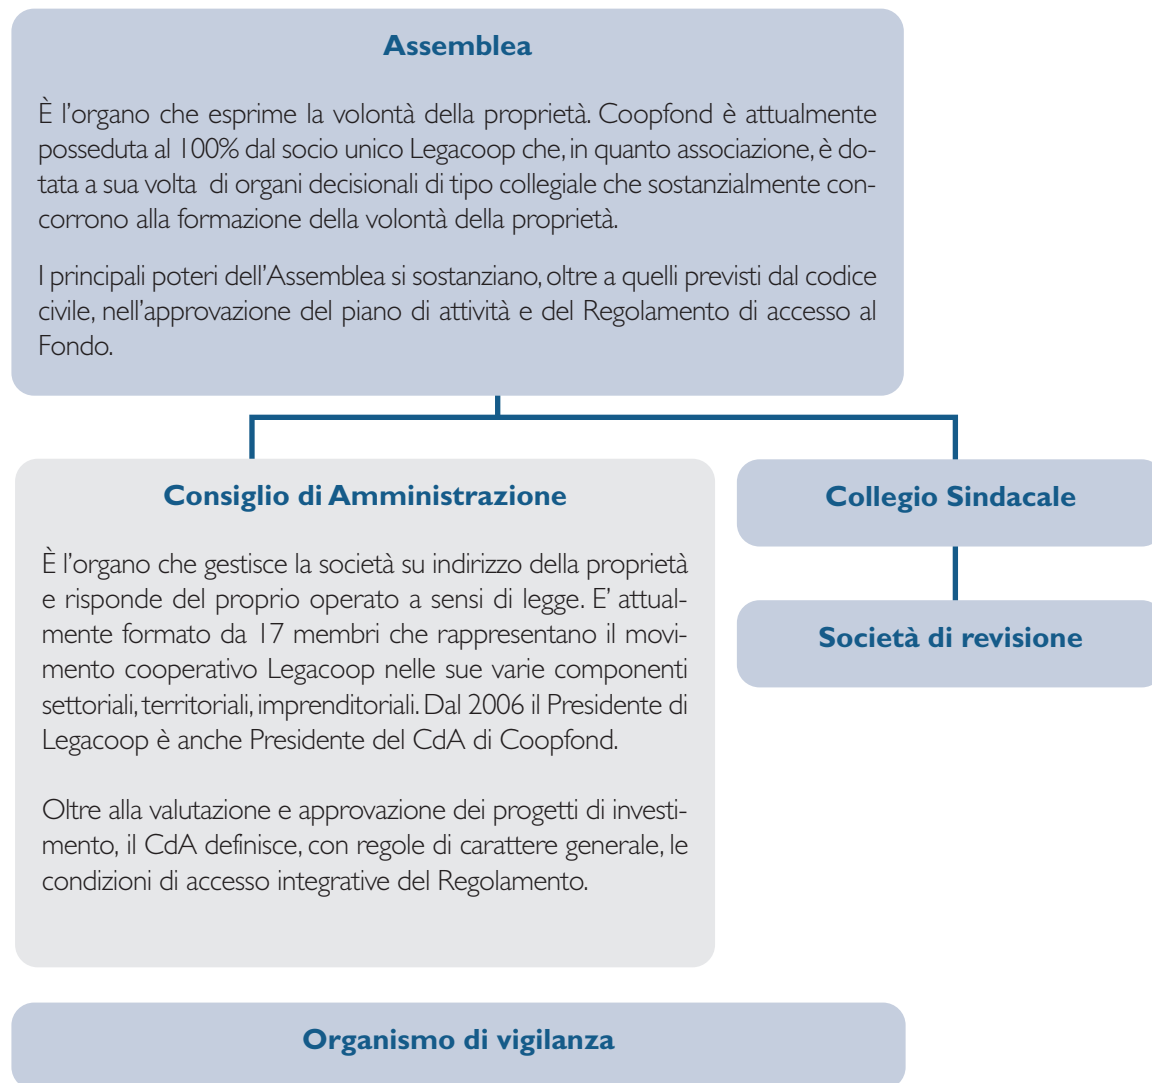 Assemblea
È l'organo che esprime la volontà della proprietà. Coopfond è attualmente
posseduta al 100% dal socio unico Legacoop che, in quanto associazione, è do-
tata a sua volta di organi decisionali di tipo collegiale che sostanzialmente con-
corrono alla formazione della volontà della proprietà.
I principali poteri dell'Assemblea si sostanziano, oltre a quelli previsti dal codice
civile, nell'approvazione del piano di attività e del Regolamento di accesso al
Fondo.
Consiglio di Amministrazione
È l'organo che gestisce la società su indirizzo della proprietà
e risponde del proprio operato a sensi di legge. E' attual-
mente formato da 17 membri che rappresentano il movi-
mento cooperativo Legacoop nelle sue varie componenti
settoriali, territoriali, imprenditoriali. Dal 2006 il Presidente di
Legacoop è anche Presidente del CdA di Coopfond.
Oltre alla valutazione e approvazione dei progetti di investi-
mento, il CdA definisce, con regole di carattere generale, le
condizioni di accesso integrative del Regolamento.
Collegio Sindacale
Società di revisione
Organismo di vigilanza